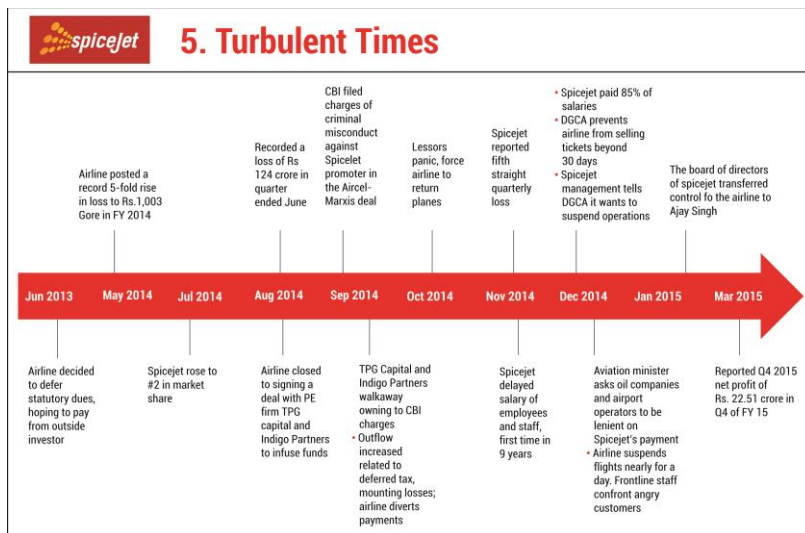 spicejet
5. Turbulent Times
Airline posted a
record 5-fold rise
in loss to Rs.1,003
Gore in FY 2014
Recorded a
loss of Rs
124 crore in
quarter
ended June
CBI filed
charges of
criminal
misconduct
against
Spicelet
promoter in
the Aircel-
Marxis deal
Lessors
panic, force
airline to
return
planes
Spicejet
reported
fifth
straight
quarterly
loss
• Spicejet paid 85% of
salaries
• DGCA prevents
airline from selling
tickets beyond
30 days
• Spicejet
management tells
DGCA it wants to
suspend operations
The board of directors
of spicejet transferred
control fo the airline to
Ajay Singh
Jun 2013
May 2014
Jul 2014
Aug 2014
Sep 2014
Oct 2014
Nov 2014
Dec 2014
Jan 2015
Mar 2015
Airline decided
to defer
statutory dues,
hoping to pay
from outside
investor
Spicejet rose to
#2 in market
share
Airline closed
to signing a
deal with PE
firm TPG
capital and
Indigo Partners
to infuse funds
TPG Capital and
Indigo Partners
walkaway
owning to CBI
charges
• Outflow
increased
related to
deferred tax,
mounting losses;
airline diverts
payments
Spicejet
delayed
salary of
employees
and staff,
first time in
9 years
Aviation minister
asks oil companies
and airport
operators to be
lenient on
Spicejet's payment
• Airline suspends
flights nearly for a
day. Frontline staff
confront angry
customers
Reported Q4 2015
net profit of
Rs. 22.51 crore in
Q4 of FY 15